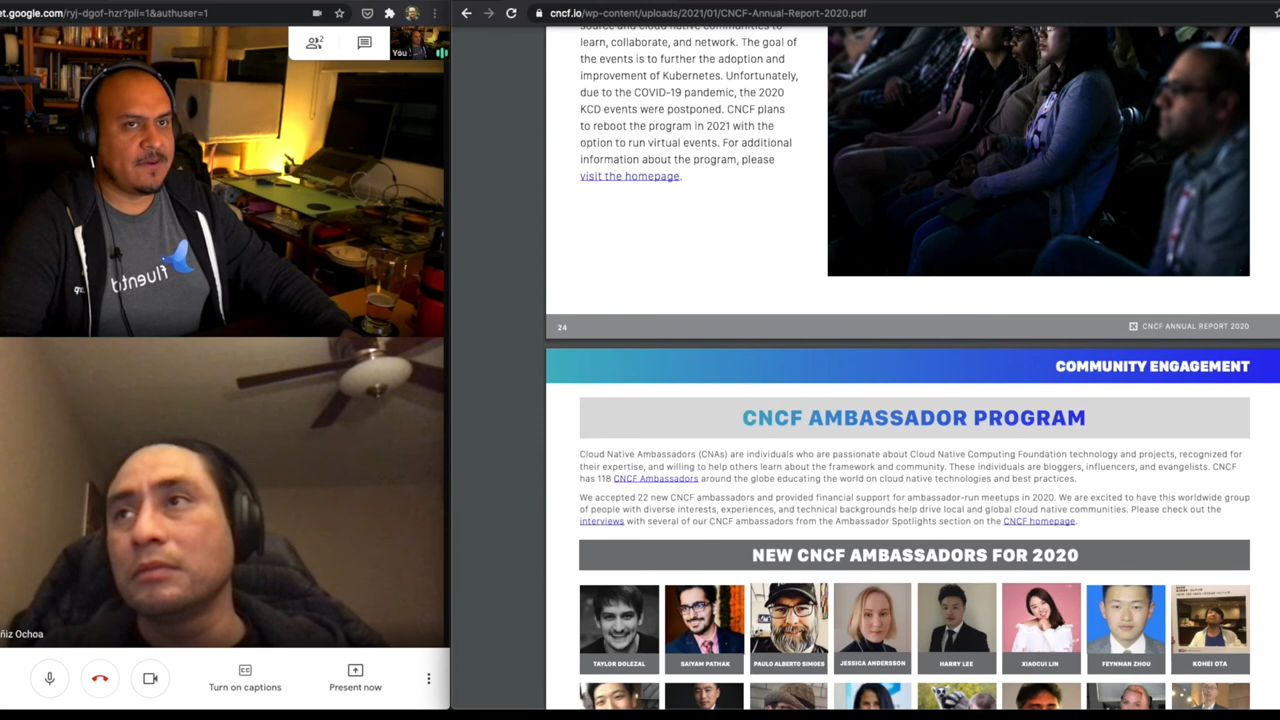 et.google.com/ryj-dgof-hzr?pli=1&authuser=1
2
You
fluentd
ñiz Ochoa
Turn on captions
Present now
cncf.io/wp-content/uploads/2021/01/CNCF-Annual-Report-2020.pdf
source and cloud native communities to
learn, collaborate, and network. The goal of
the events is to further the adoption and
improvement of Kubernetes. Unfortunately,
due to the COVID-19 pandemic, the 2020
KCD events were postponed. CNCF plans
to reboot the program in 2021 with the
option to run virtual events. For additional
information about the program, please
visit the homepage.
24
CNCF ANNUAL REPORT 2020
COMMUNITY ENGAGEMENT
CNCF AMBASSADOR PROGRAM
Cloud Native Ambassadors (CNAs) are individuals who are passionate about Cloud Native Computing Foundation technology and projects, recognized for
their expertise, and willing to help others learn about the framework and community. These individuals are bloggers, influencers, and evangelists. CNCF
has 118 CNCF Ambassadors around the globe educating the world on cloud native technologies and best practices.
We accepted 22 new CNCF ambassadors and provided financial support for ambassador-run meetups in 2020. We are excited to have this worldwide group
of people with diverse interests, experiences, and technical backgrounds help drive local and global cloud native communities. Please check out the
interviews with several of our CNCF ambassadors from the Ambassador Spotlights section on the CNCF homepage.
NEW CNCF AMBASSADORS FOR 2020
TAYLOR DOLEZAL
SAIYAM PATHAK
PAULO ALBERTO SIMOES
JESSICA ANDERSSON
HARRY LEE
XIAOCUI LIN
FEYNMAN ZHOU
KOHEI OTA